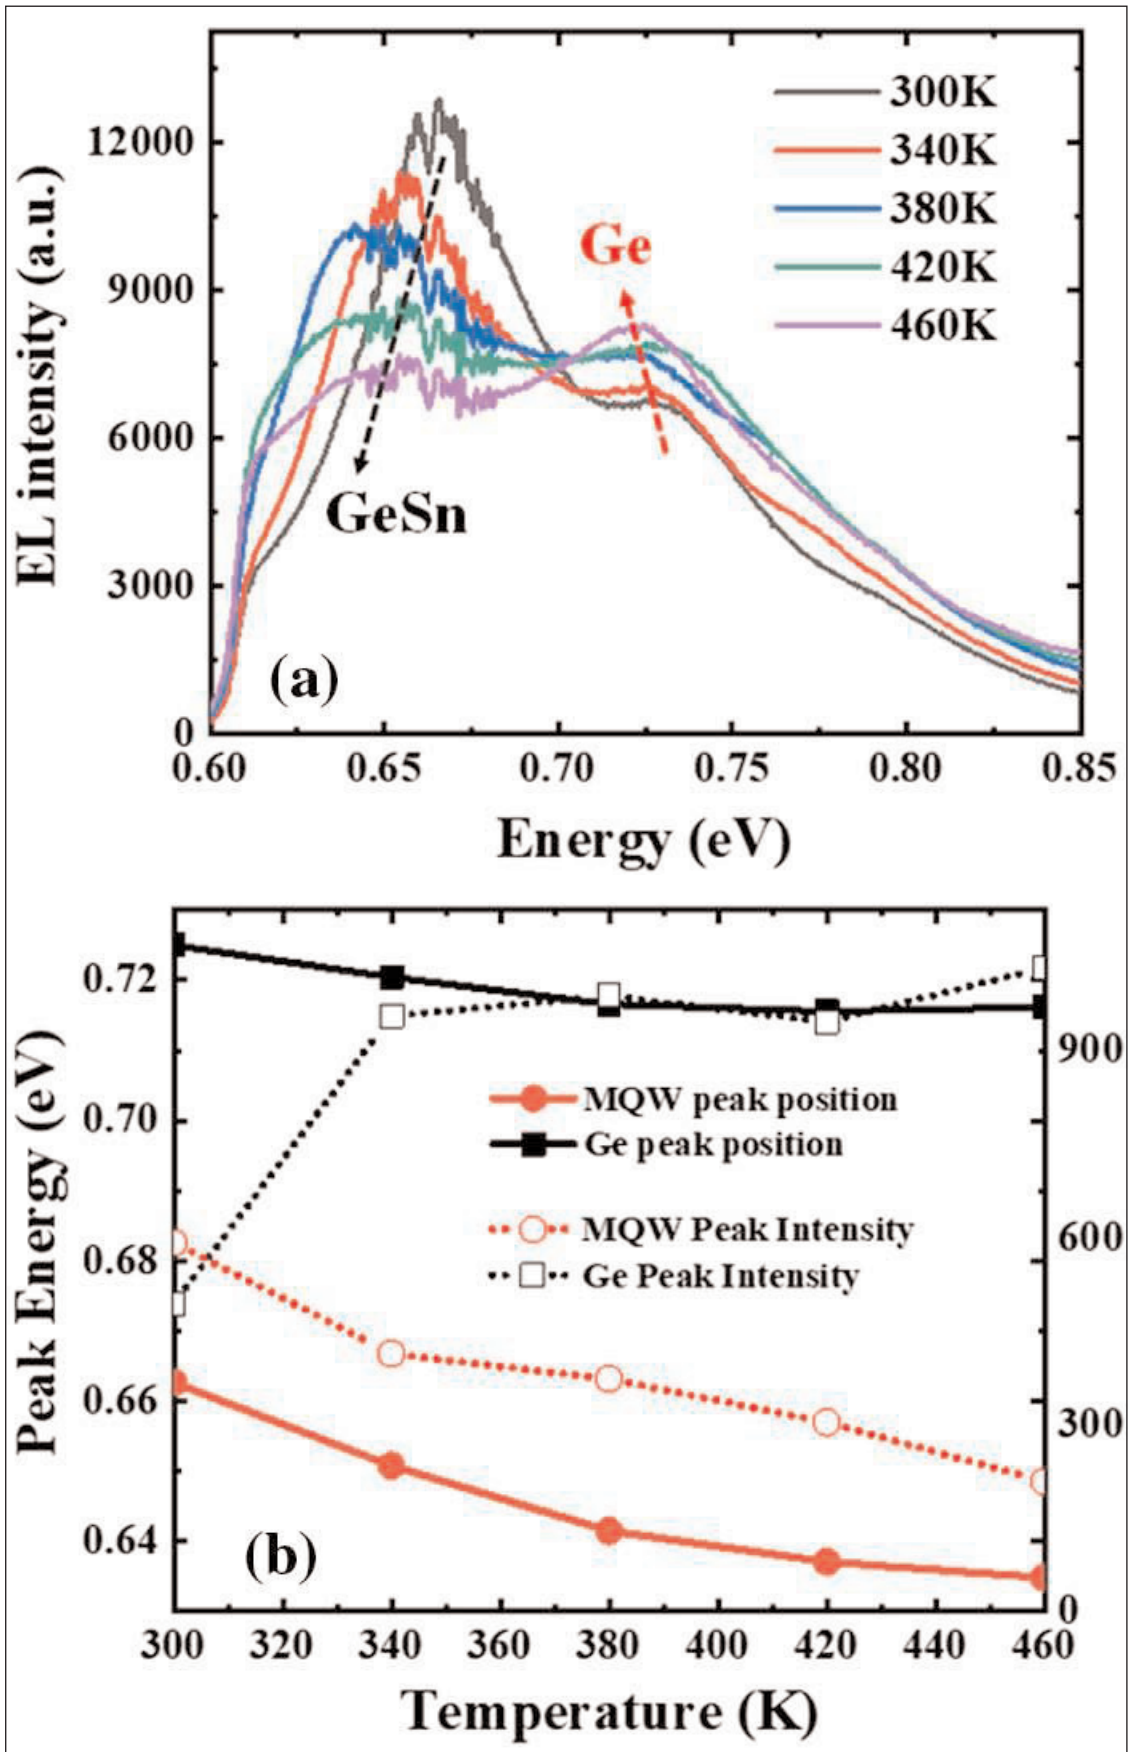 300K
340K
380K
420K
460K
Ge
GeSn
(a)
EL intensity (a.u.)
12000
9000
6000
3000
0
0.60 0.65 0.70 0.75 0.80 0.85
Energy (eV)
Peak Energy (eV)
0.72
0.70
0.68
0.66
0.64
MQW peak position
Ge peak position
MQW Peak Intensity
Ge Peak Intensity
900
600
300
0
(b)
300 320 340 360 380 400 420 440 460
Temperature (K)